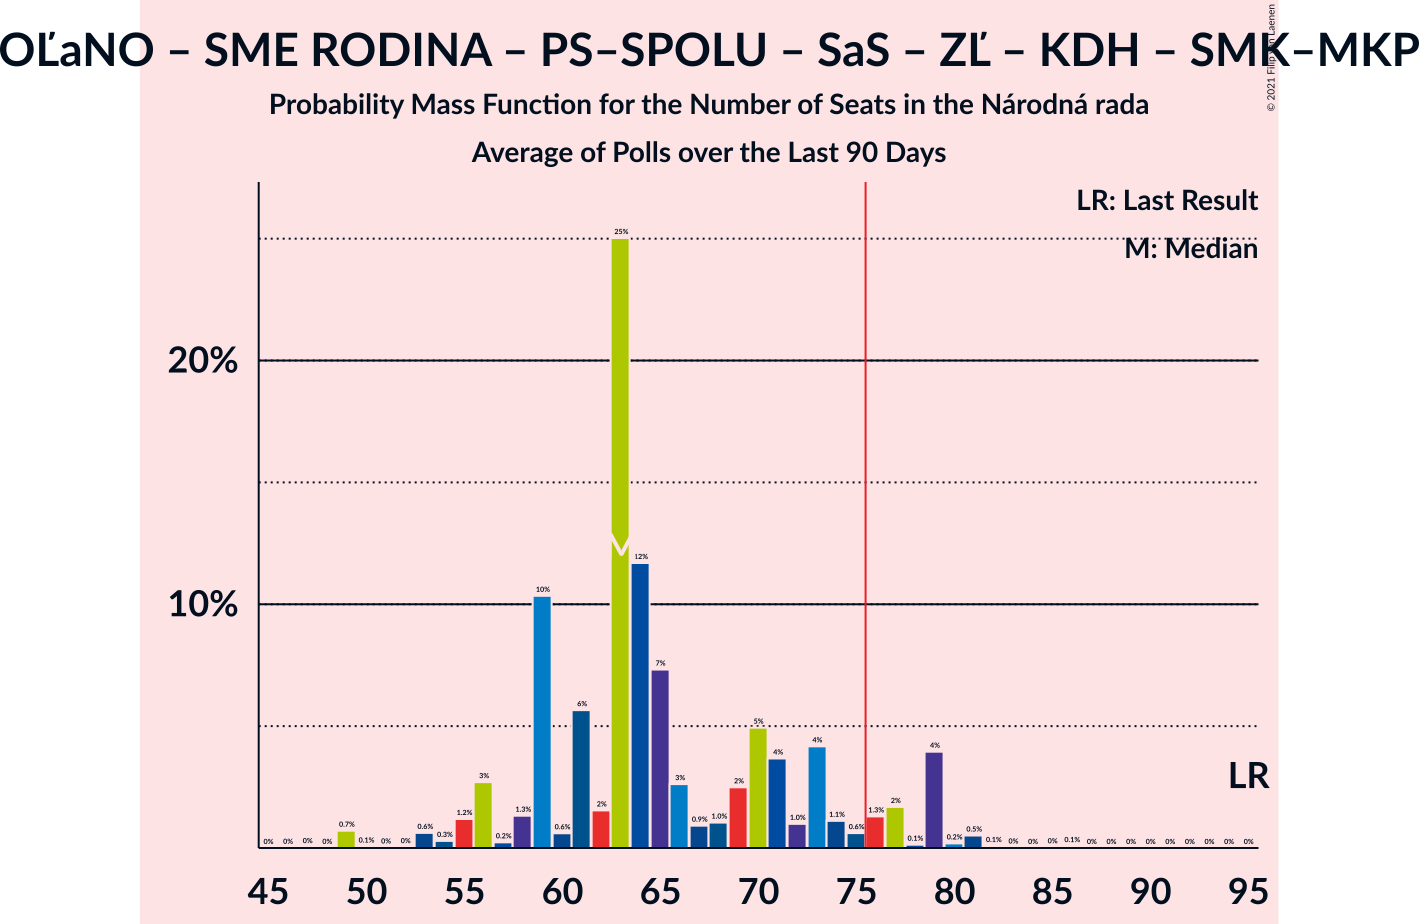 OĽaNO – SME RODINA – PS–SPOLU – SaS – ZĽ – KDH – SMK–MKP
Probability Mass Function for the Number of Seats in the Národná rada
Average of Polls over the Last 90 Days
© 2021 Filip van Laenen
LR: Last Result
M: Median
20%
10%
LR
0% 0% 0% 0% 0.7% 0.1% 0% 0% 0.6% 0.3% 1.2% 3% 0.2% 1.3% 10% 0.6% 6% 2% 25% 12% 7% 3% 0.9% 1.0% 2% 5% 4% 1.0% 4% 1.1% 0.6% 1.3% 2% 0.1% 4% 0.2% 0.5% 0.1% 0% 0% 0% 0.1% 0% 0% 0% 0% 0% 0% 0% 0% 0%
45 50 55 60 65 70 75 80 85 90 95